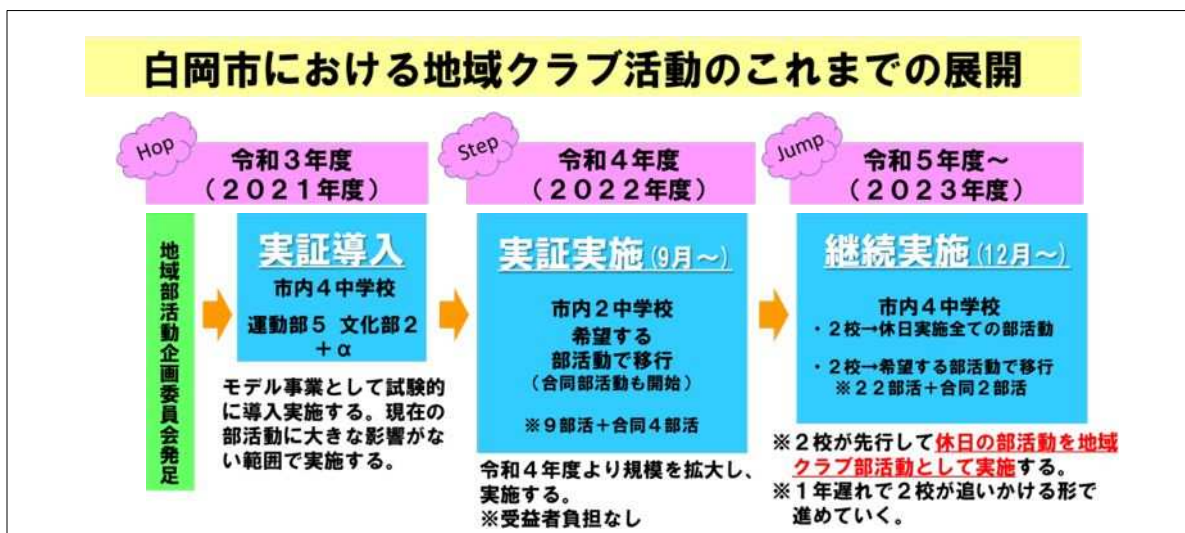 白岡市における地域クラブ活動のこれまでの展開
Hop
令和3年度
(2021年度)
Step
令和4年度
(2022年度)
Jump
令和5年度~
(2023年度)
地域部活動企画委員会発足
実証導入
市内4中学校
運動部5 文化部2
+α
モデル事業として試験的
に導入実施する。現在の
部活動に大きな影響がな
い範囲で実施する。
実証実施(9月~)
市内2中学校
希望する
部活動で移行
(合同部活動も開始)
※9部活+合同4部活
令和4年度より規模を拡大し、
実施する。
※受益者負担なし
継続実施(12月~)
市内4中学校
・2校→休日実施全ての部活動
・2校→希望する部活動で移行
※22部活+合同2部活
※2校が先行して休日の部活動を地域
クラブ部活動として実施する。
※1年遅れで2校が追いかける形で
進めていく。